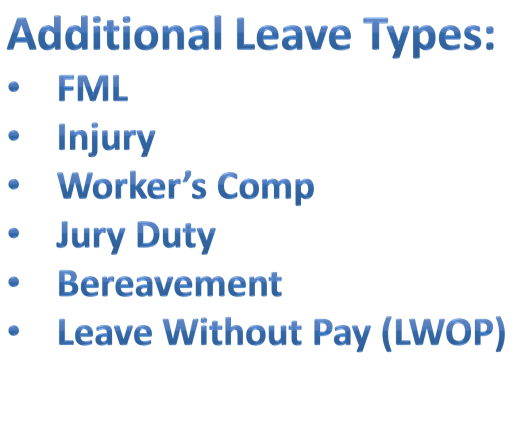 Additional Leave Types:
• FML
• Injury
• Worker’s Comp
• Jury Duty
• Bereavement
• Leave Without Pay (LWOP)